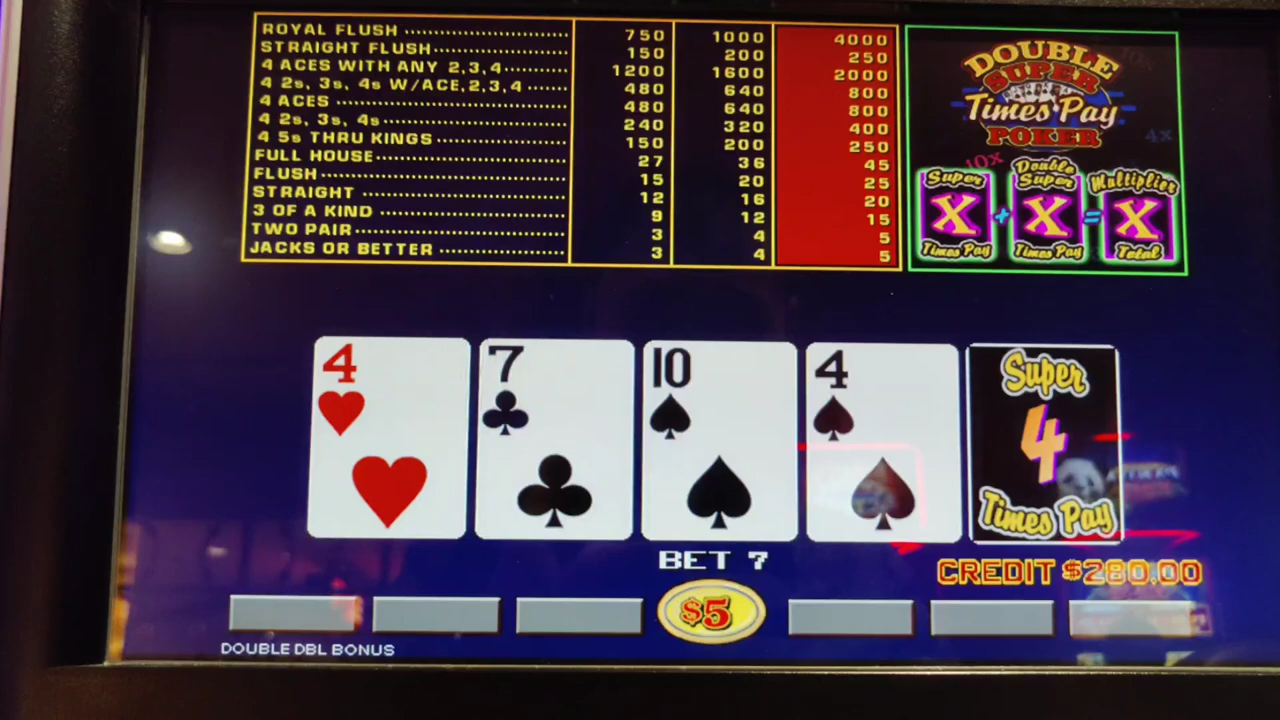 ROYAL FLUSH 750 1000 4000
STRAIGHT FLUSH 150 200 250
4 ACES WITH ANY 2,3,4 1200 1600 2000
4 2s, 3s, 4s W/ACE,2,3,4 480 640 800
4 ACES 480 640 800
4 2s, 3s, 4s 240 320 400
4 5s THRU KINGS 150 200 250
FULL HOUSE 27 36 45
FLUSH 15 20 25
STRAIGHT 12 16 20
3 OF A KIND 9 12 15
TWO PAIR 3 4 5
JACKS OR BETTER 3 4 5
DOUBLE
SUPER
Times Pay
POKER
10x
4x
Super
X
Times Pay
+
Double
Super
X
Times Pay
=
Multiplier
X
Total
4
7
10
4
Super
4
Times Pay
BET 7
CREDIT $280.00
$5
DOUBLE DBL BONUS